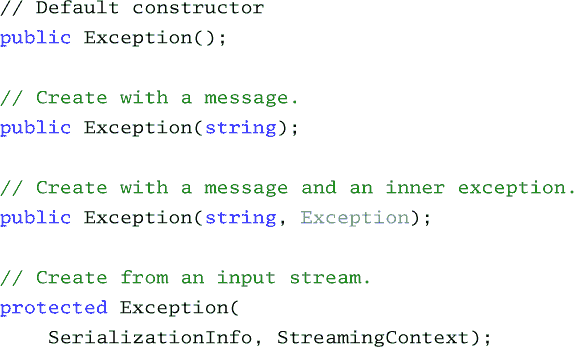 // Default constructor
public Exception();
// Create with a message.
public Exception(string);
// Create with a message and an inner exception.
public Exception(string, Exception);
// Create from an input stream.
protected Exception(
SerializationInfo, StreamingContext);